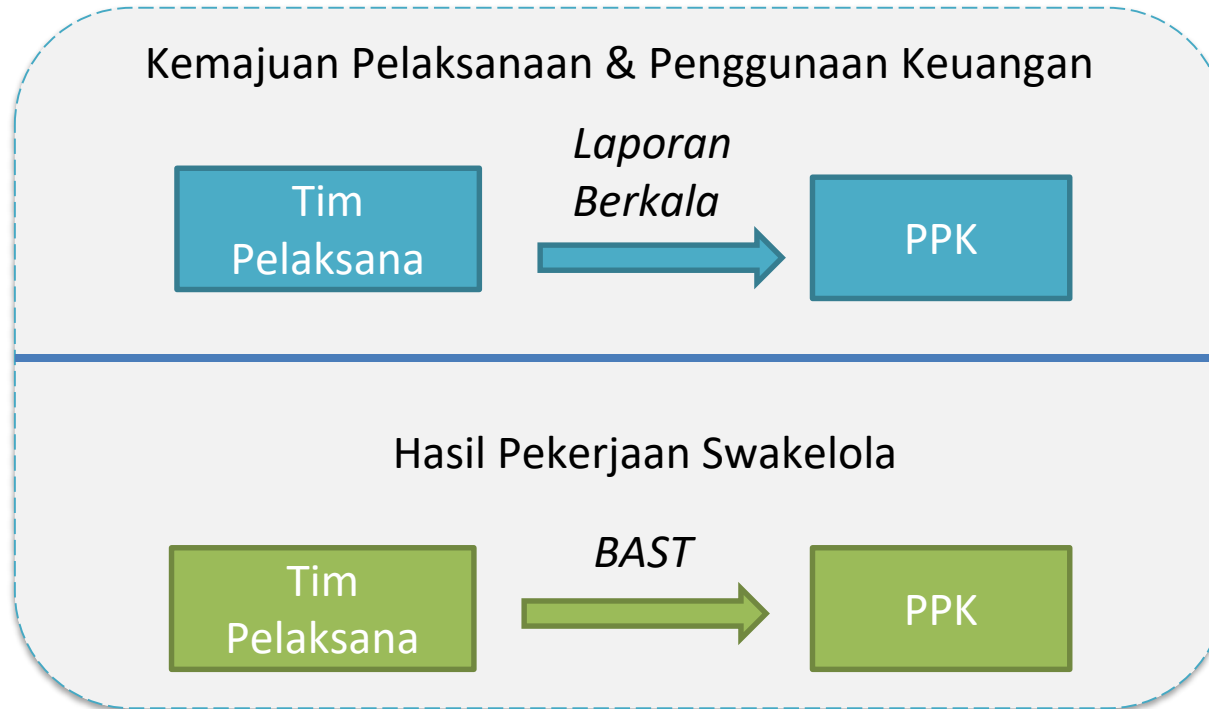 Kemajuan Pelaksanaan & Penggunaan Keuangan
Laporan
Berkala
Tim
Pelaksana
PPK
Hasil Pekerjaan Swakelola
BAST
Tim
Pelaksana
PPK